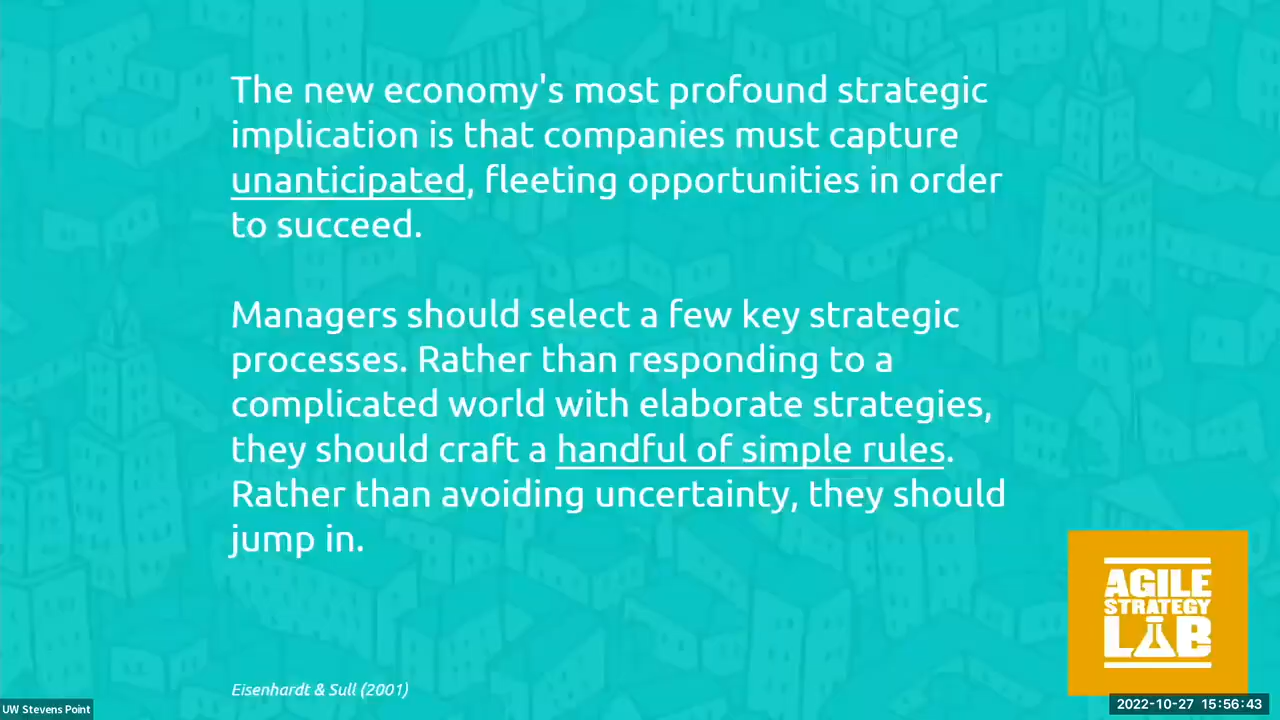 The new economy's most profound strategic
implication is that companies must capture
unanticipated, fleeting opportunities in order
to succeed.
Managers should select a few key strategic
processes. Rather than responding to a
complicated world with elaborate strategies,
they should craft a handful of simple rules.
Rather than avoiding uncertainty, they should
jump in.
AGILE
STRATEGY
LAB
Eisenhardt & Sull (2001)
UW Stevens Point
2022-10-27 15:56:43